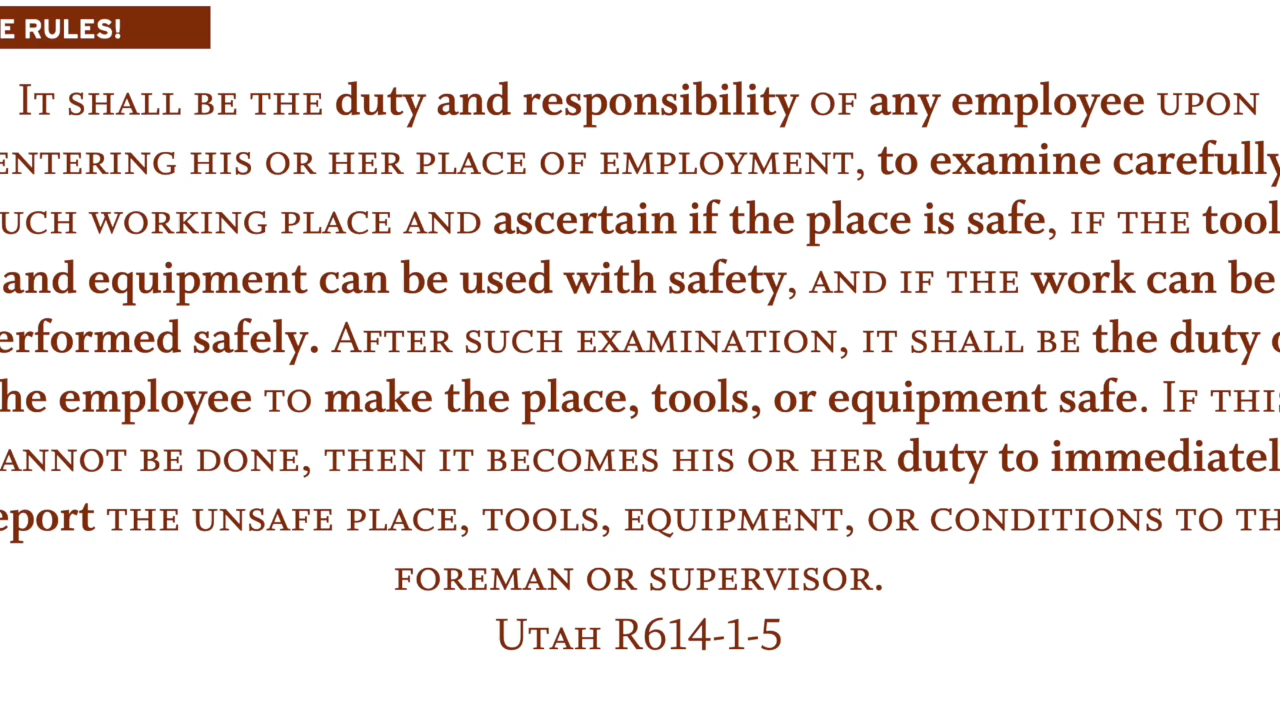 E RULES!
It shall be the duty and responsibility of any employee upon
entering his or her place of employment, to examine carefully
uch working place and ascertain if the place is safe, if the tool
and equipment can be used with safety, and if the work can be
erformed safely. After such examination, it shall be the duty o
he employee to make the place, tools, or equipment safe. If this
annot be done, then it becomes his or her duty to immediatel
eport the unsafe place, tools, equipment, or conditions to th
foreman or supervisor.
Utah R614-1-5